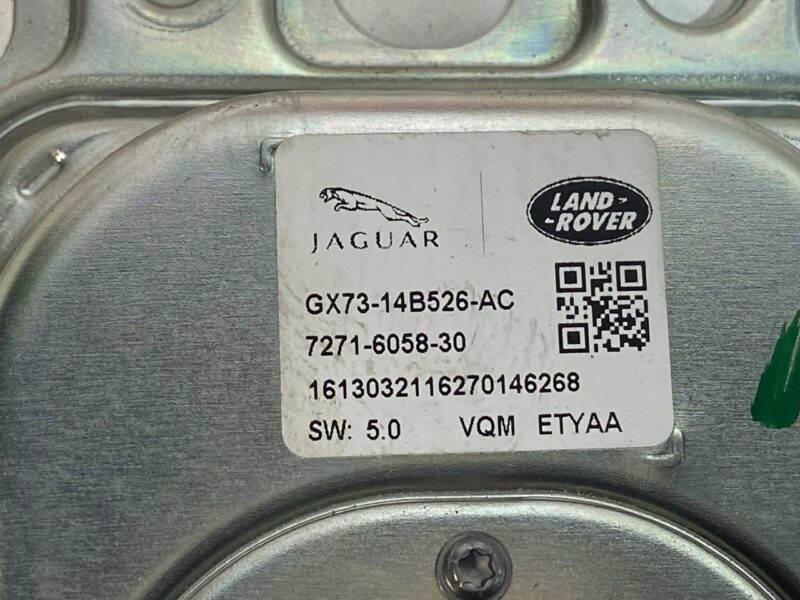 JAGUAR
LAND-
-ROVER
GX73-14B526-AC
7271-6058-30
1613032116270146268
SW: 5.0 VQM ETYAA